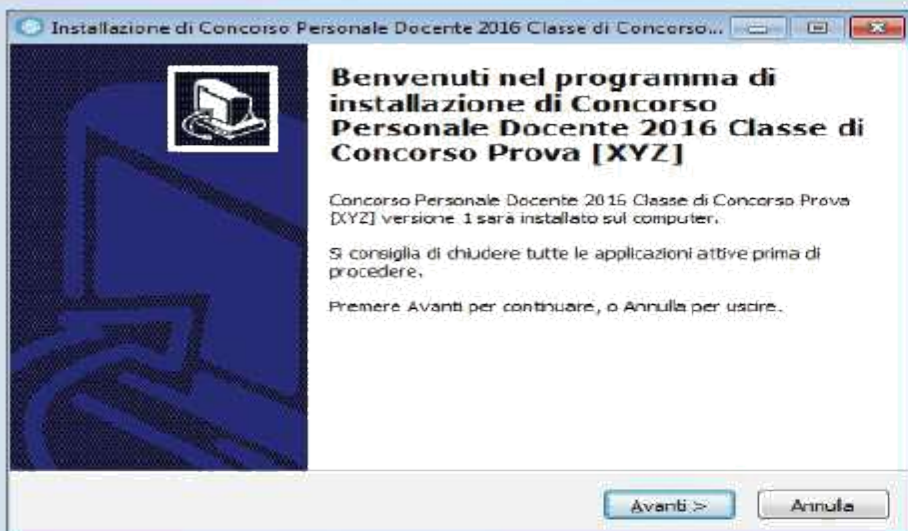 Installazione di Concorso Personale Docente 2016 Classe di Concorso...
Benvenuti nel programma di
installazione di Concorso
Personale Docente 2016 Classe di
Concorso Prova [XYZ]
Concorso Personale Docente 2016 Classe di Concorso Prova
[XYZ] versione 1 sarà installato sul computer.
Si consiglia di chiudere tutte le applicazioni attive prima di
procedere.
Premere Avanti per continuare, o Annulla per uscire.
Avanti >
Annulla